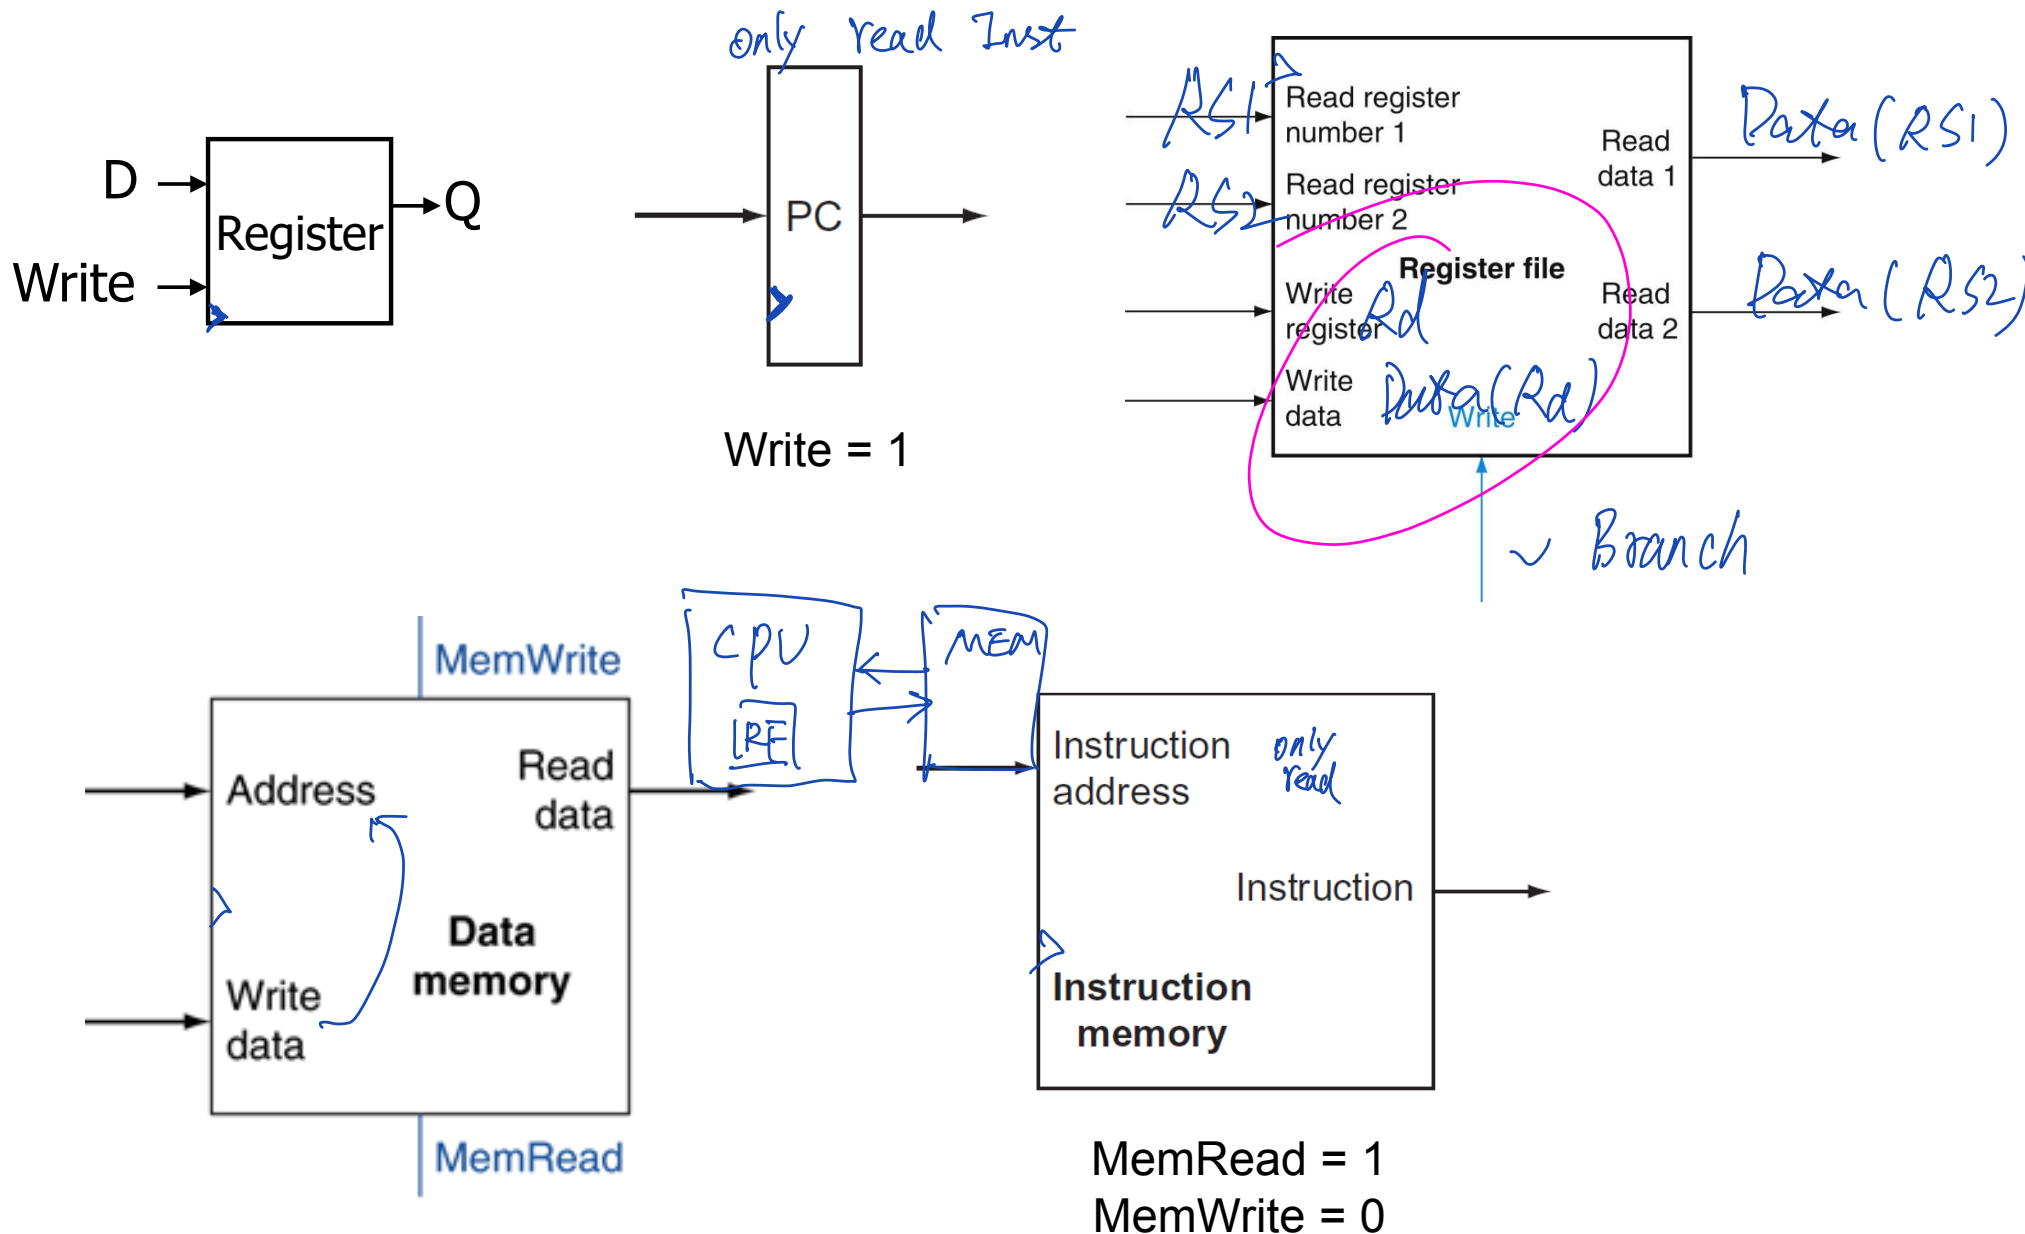 only read Inst
D
Write
Register
Q
PC
Write = 1
RS1
RS2
Read register
number 1
Read register
number 2
Register file
Write
register
Rd
Write
data
Data(Rd)
Write
Read
data 1
Read
data 2
Data(RS1)
Data(RS2)
Branch
MemWrite
Address
Read
data
Data
memory
Write
data
MemRead
CPU
RF
MEM
Instruction
address
only
read
Instruction
Instruction
memory
MemRead = 1
MemWrite = 0